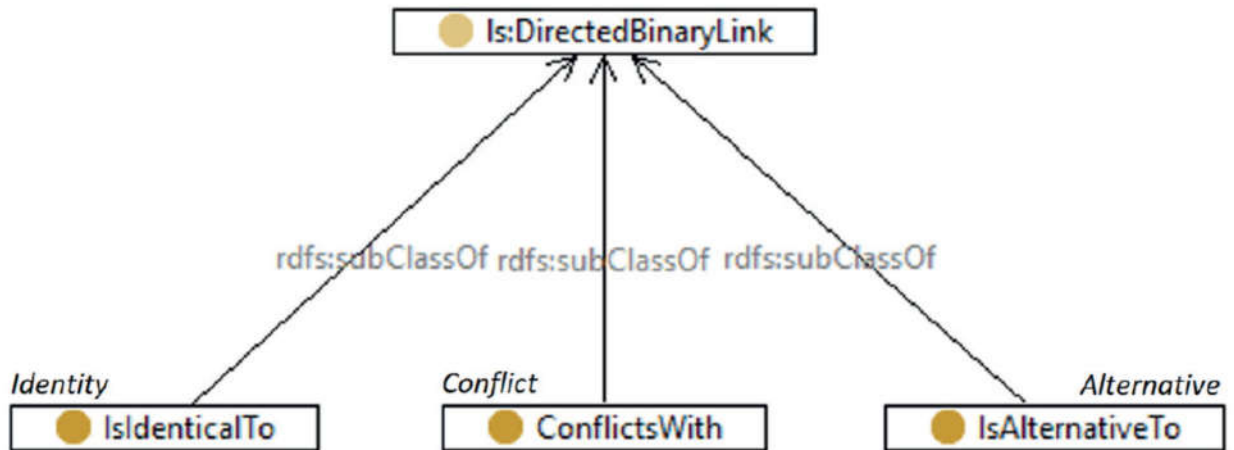 ls:DirectedBinaryLink
rdfs:subClassOf rdfs:subClassOf rdfs:subClassOf
Identity Conflict Alternative
IsIdenticalTo ConflictsWith IsAlternativeTo